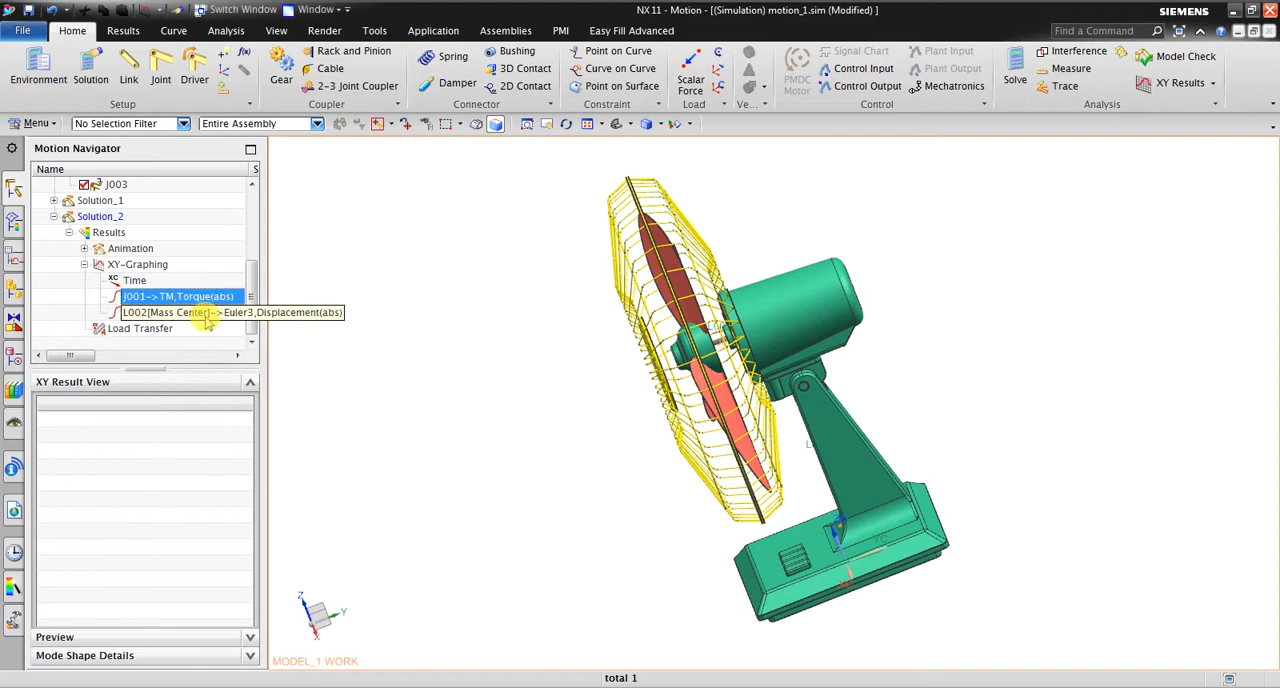 Switch Window
Window
NX 11 - Motion - [(Simulation) motion_1.sim (Modified) ]
SIEMENS
File
Home
Results
Curve
Analysis
View
Render
Tools
Application
Assemblies
PMI
Easy Fill Advanced
Find a Command
Environment
Solution
Link
Joint
Driver
f(x)
Setup
Gear
Rack and Pinion
Cable
2-3 Joint Coupler
Coupler
Spring
Damper
Bushing
3D Contact
2D Contact
Connector
Point on Curve
Curve on Curve
Point on Surface
Constraint
Scalar
Force
Load
Ve...
PMDC
Motor
Signal Chart
Control Input
Control Output
Plant Input
Plant Output
Mechatronics
Control
Solve
Interference
Measure
Trace
Model Check
XY Results
Analysis
Menu
No Selection Filter
Entire Assembly
Motion Navigator
Name
S
J003
Solution_1
Solution_2
Results
Animation
XY-Graphing
XC
Time
J001->TM,Torque(abs)
L002[Mass Center]->Euler3,Displacement(abs)
Load Transfer
XY Result View
Preview
Mode Shape Details
YC
Z
Y
X
MODEL_1 WORK
total 1